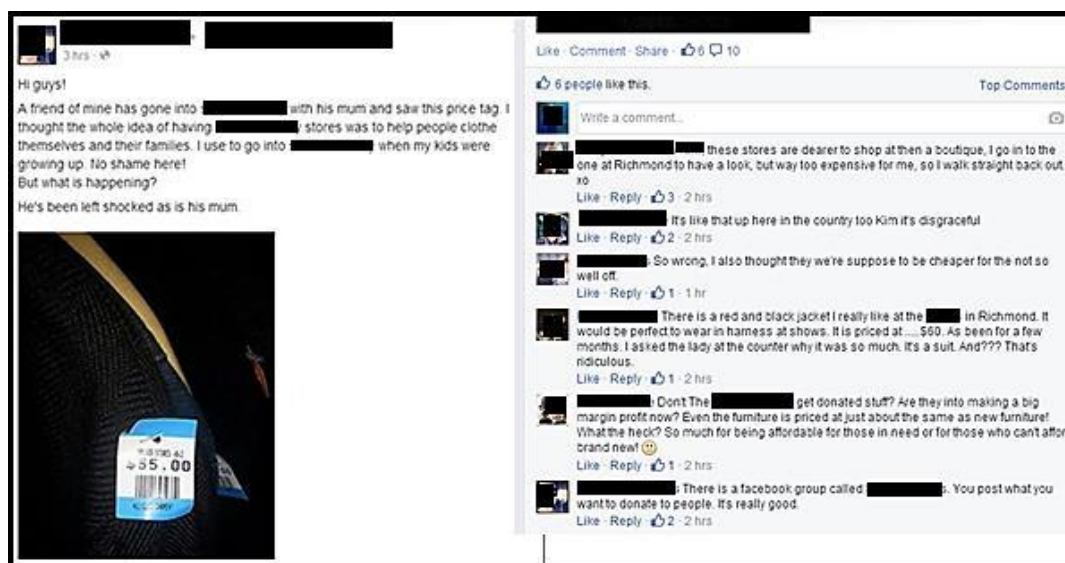 3 hrs
Hi guys!
A friend of mine has gone into with his mum and saw this price tag. I
thought the whole idea of having stores was to help people clothe
themselves and their families. I use to go into when my kids were
growing up. No shame here!
But what is happening?
He's been left shocked as is his mum.
$55.00
Like · Comment · Share · 6 10
6 people like this.
Top Comments
Write a comment...
these stores are dearer to shop at then a boutique, I go in to the
one at Richmond to have a look, but way too expensive for me, so I walk straight back out
xo
Like · Reply · 3 · 2 hrs
It's like that up here in the country too Kim it's disgraceful
Like · Reply · 2 · 2 hrs
So wrong, I also thought they we're suppose to be cheaper for the not so
well off.
Like · Reply · 1 · 1 hr
There is a red and black jacket I really like at the in Richmond. It
would be perfect to wear in harness at shows. It is priced at.....$60. As been for a few
months. I asked the lady at the counter why it was so much. It's a suit. And??? That's
ridiculous.
Like · Reply · 1 · 2 hrs
Don't The get donated stuff? Are they into making a big
margin profit now? Even the furniture is priced at just about the same as new furniture!
What the heck? So much for being affordable for those in need or for those who can't affor
brand new!
Like · Reply · 1 · 2 hrs
There is a facebook group called s. You post what you
want to donate to people. It's really good.
Like · Reply · 2 · 2 hrs